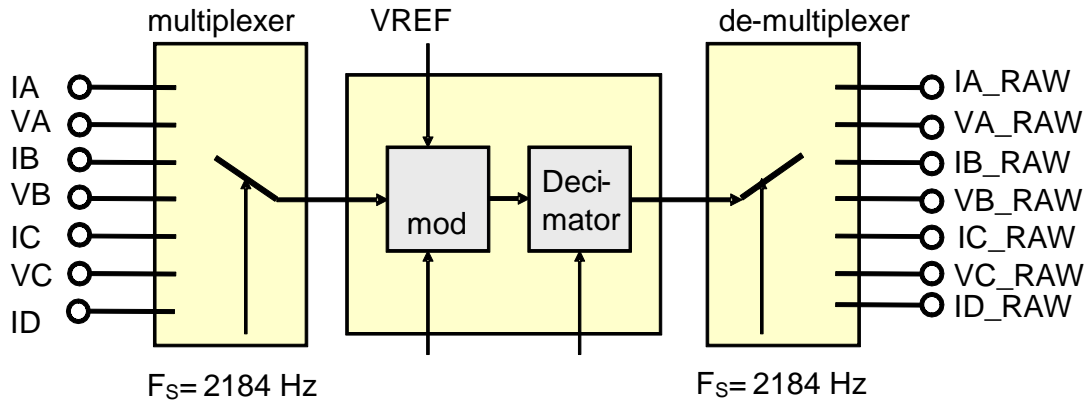 multiplexer
VREF
de-multiplexer
IA
VA
IB
VB
IC
VC
ID
mod
Deci-
mator
IA_RAW
VA_RAW
IB_RAW
VB_RAW
IC_RAW
VC_RAW
ID_RAW
FS= 2184 Hz
FS= 2184 Hz